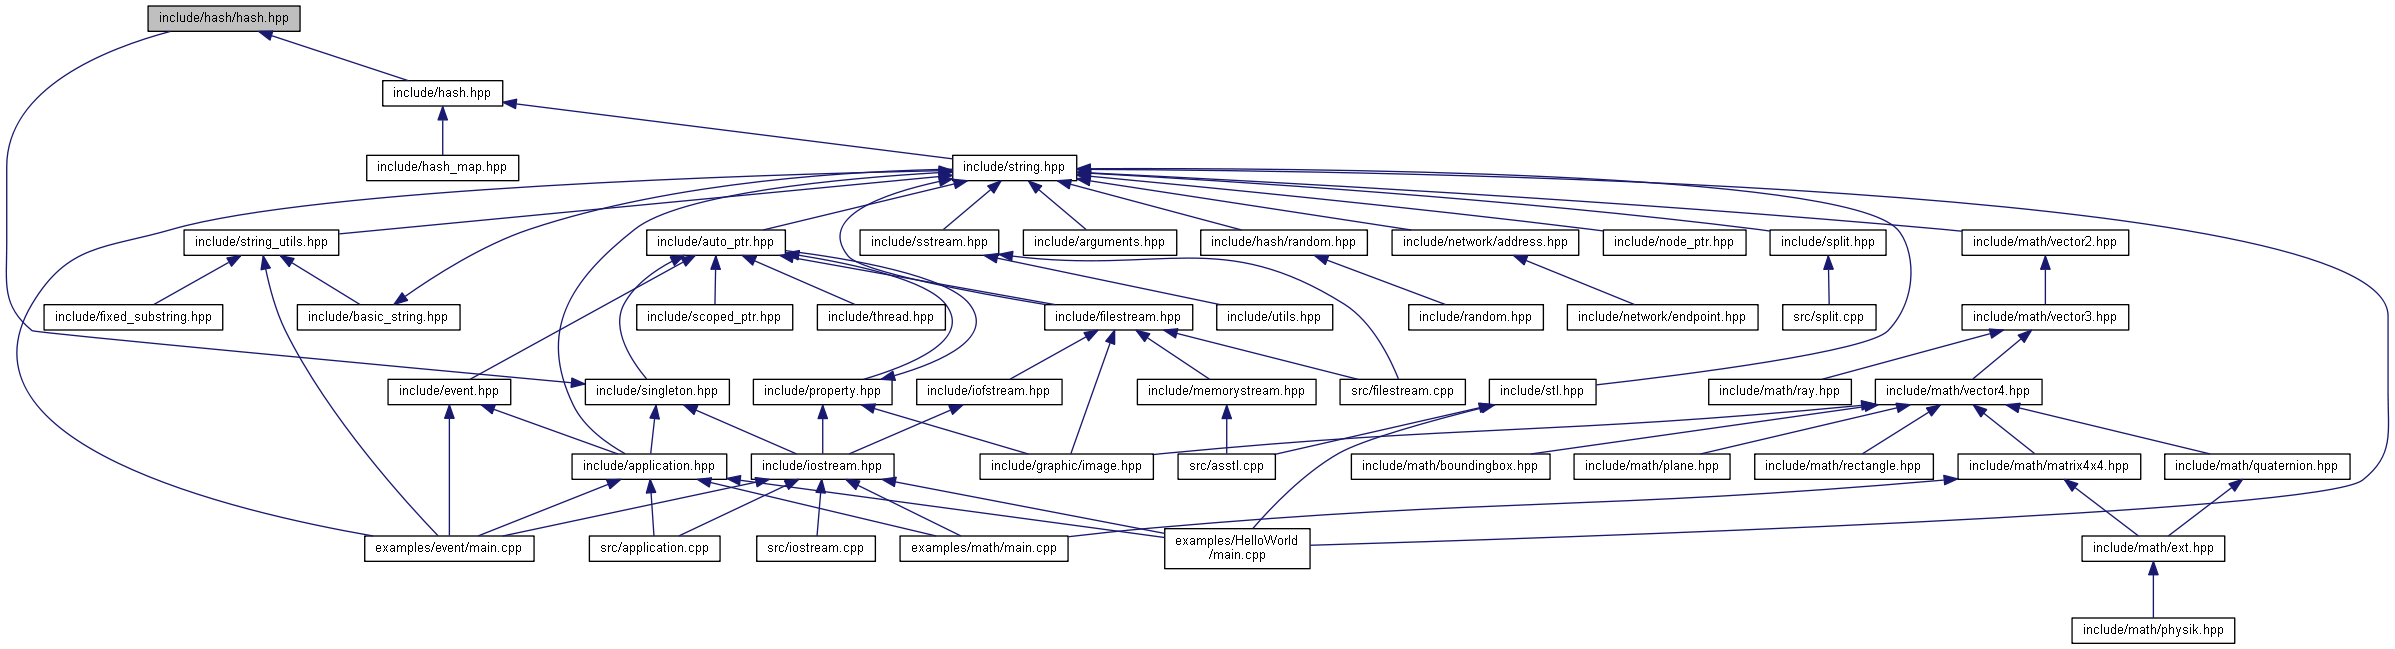 include/hash/hash.hpp
include/hash.hpp
include/hash_map.hpp
include/string.hpp
include/string_utils.hpp
include/auto_ptr.hpp
include/sstream.hpp
include/arguments.hpp
include/hash/random.hpp
include/network/address.hpp
include/node_ptr.hpp
include/split.hpp
include/math/vector2.hpp
include/fixed_substring.hpp
include/basic_string.hpp
include/scoped_ptr.hpp
include/thread.hpp
include/filestream.hpp
include/utils.hpp
include/random.hpp
include/network/endpoint.hpp
src/split.cpp
include/math/vector3.hpp
include/event.hpp
include/singleton.hpp
include/property.hpp
include/iofstream.hpp
include/memorystream.hpp
src/filestream.cpp
include/stl.hpp
include/math/ray.hpp
include/math/vector4.hpp
include/application.hpp
include/iostream.hpp
include/graphic/image.hpp
src/asstl.cpp
include/math/boundingbox.hpp
include/math/plane.hpp
include/math/rectangle.hpp
include/math/matrix4x4.hpp
include/math/quaternion.hpp
examples/event/main.cpp
src/application.cpp
src/iostream.cpp
examples/math/main.cpp
examples/HelloWorld
/main.cpp
include/math/ext.hpp
include/math/physik.hpp